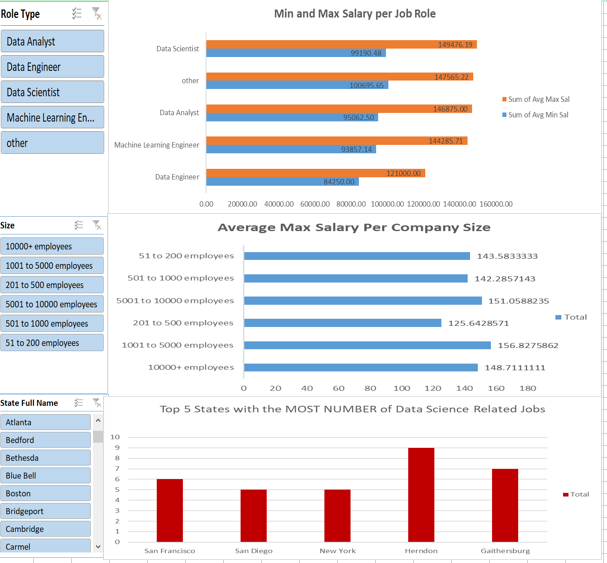 Role Type
Data Analyst
Data Engineer
Data Scientist
Machine Learning En...
other
Min and Max Salary per Job Role
Data Scientist
149476.19
99190.48
other
147565.22
100695.65
Data Analyst
146875.00
95062.50
Machine Learning Engineer
144285.71
93857.14
Data Engineer
121000.00
84250.00
0.00 20000.00 40000.00 60000.00 80000.00 100000.00 120000.00 140000.00 160000.00
Sum of Avg Max Sal
Sum of Avg Min Sal
Size
10000+ employees
1001 to 5000 employees
201 to 500 employees
5001 to 10000 employees
501 to 1000 employees
51 to 200 employees
Average Max Salary Per Company Size
51 to 200 employees 143.5833333
501 to 1000 employees 142.2857143
5001 to 10000 employees 151.0588235
201 to 500 employees 125.6428571
1001 to 5000 employees 156.8275862
10000+ employees 148.7111111
0 20 40 60 80 100 120 140 160 180
Total
State Full Name
Atlanta
Bedford
Bethesda
Blue Bell
Boston
Bridgeport
Cambridge
Carmel
Top 5 States with the MOST NUMBER of Data Science Related Jobs
10
9
8
7
6
5
4
3
2
1
0
San Francisco San Diego New York Herndon Gaithersburg
Total